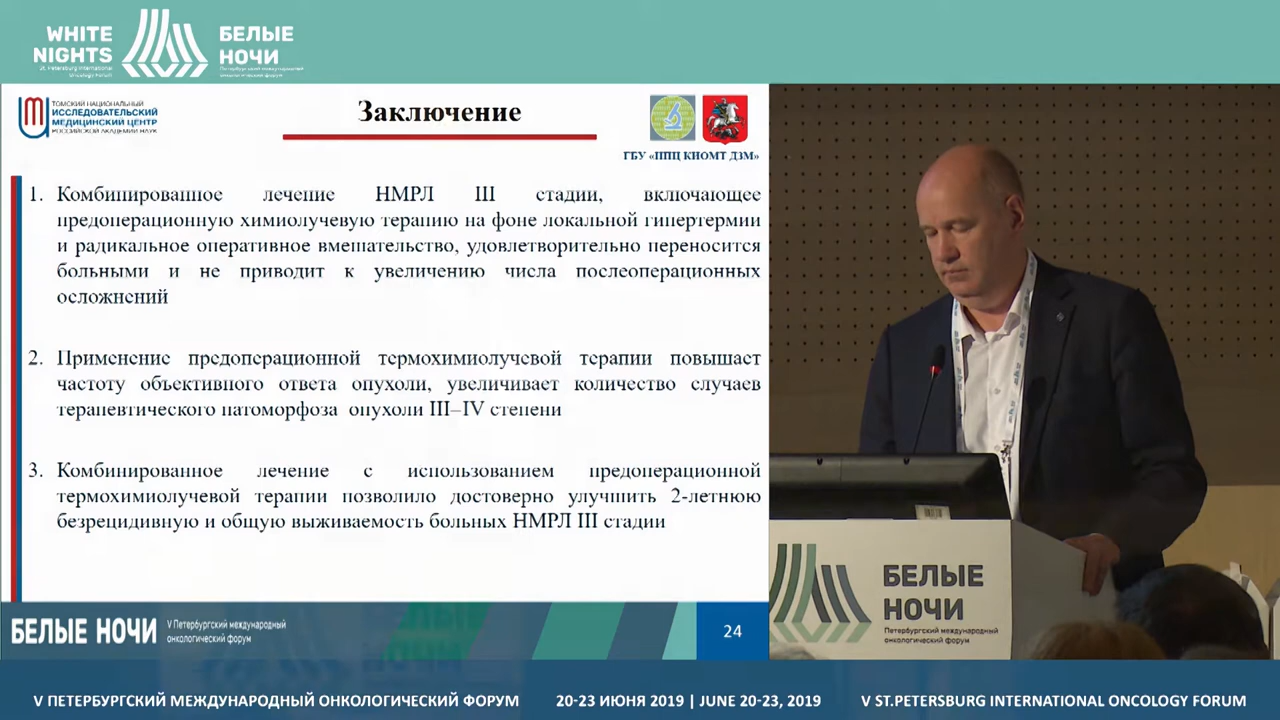 WHITE
NIGHTS
St. Petersburg International
Oncology Forum
БЕЛЫЕ
НОЧИ
Петербургский международный
онкологический форум
ТОМСКИЙ НАЦИОНАЛЬНЫЙ
ИССЛЕДОВАТЕЛЬСКИЙ
МЕДИЦИНСКИЙ ЦЕНТР
РОССИЙСКОЙ АКАДЕМИИ НАУК
Заключение
ГБУ «НПЦ КИОМТ ДЗМ»
1. Комбинированное лечение НМРЛ III стадии, включающее
предоперационную химиолучевую терапию на фоне локальной гипертермии
и радикальное оперативное вмешательство, удовлетворительно переносится
больными и не приводит к увеличению числа послеоперационных
осложнений
2. Применение предоперационной термохимиолучевой терапии повышает
частоту объективного ответа опухоли, увеличивает количество случаев
терапевтического патоморфоза опухоли III–IV степени
3. Комбинированное лечение с использованием предоперационной
термохимиолучевой терапии позволило достоверно улучшить 2-летнюю
безрецидивную и общую выживаемость больных НМРЛ III стадии
БЕЛЫЕ НОЧИ
V Петербургский международный
онкологический форум
24
БЕЛЫЕ
НОЧИ
Петербургский международный
онкологический форум
V ПЕТЕРБУРГСКИЙ МЕЖДУНАРОДНЫЙ ОНКОЛОГИЧЕСКИЙ ФОРУМ
20-23 ИЮНЯ 2019 | JUNE 20-23, 2019
V ST.PETERSBURG INTERNATIONAL ONCOLOGY FORUM